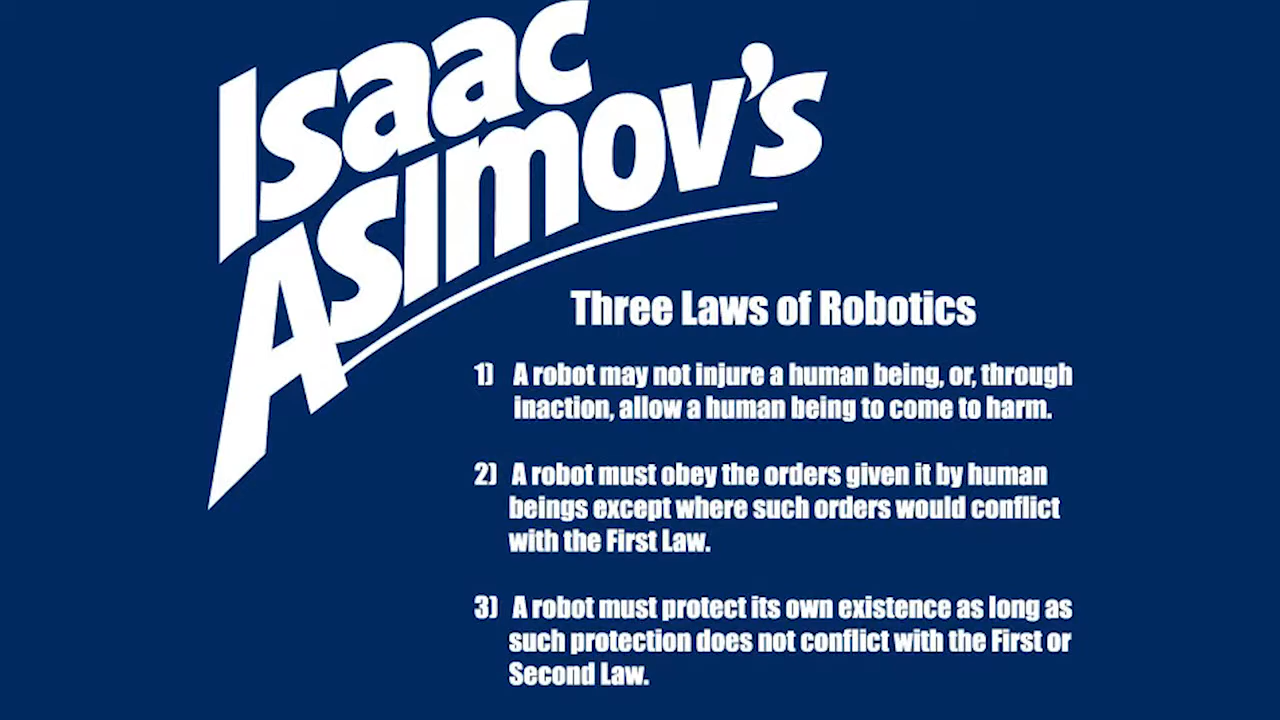 Isaac
Asimov's
Three Laws of Robotics
1) A robot may not injure a human being, or, through
inaction, allow a human being to come to harm.
2) A robot must obey the orders given it by human
beings except where such orders would conflict
with the First Law.
3) A robot must protect its own existence as long as
such protection does not conflict with the First or
Second Law.